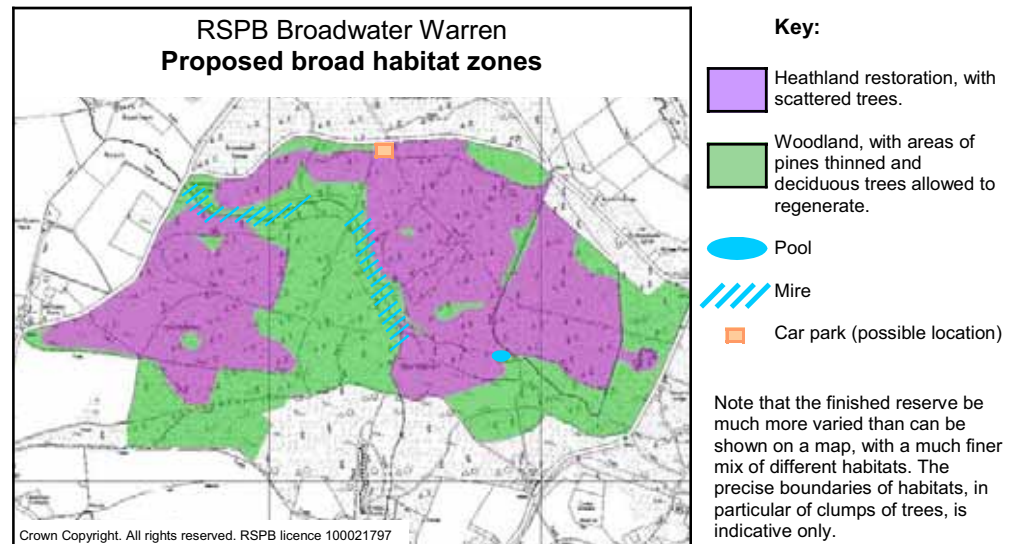 RSPB Broadwater Warren
Proposed broad habitat zones
Crown Copyright. All rights reserved. RSPB licence 100021797
Key:
Heathland restoration, with
scattered trees.
Woodland, with areas of
pines thinned and
deciduous trees allowed to
regenerate.
Pool
Mire
Car park (possible location)
Note that the finished reserve be
much more varied than can be
shown on a map, with a much finer
mix of different habitats. The
precise boundaries of habitats, in
particular of clumps of trees, is
indicative only.